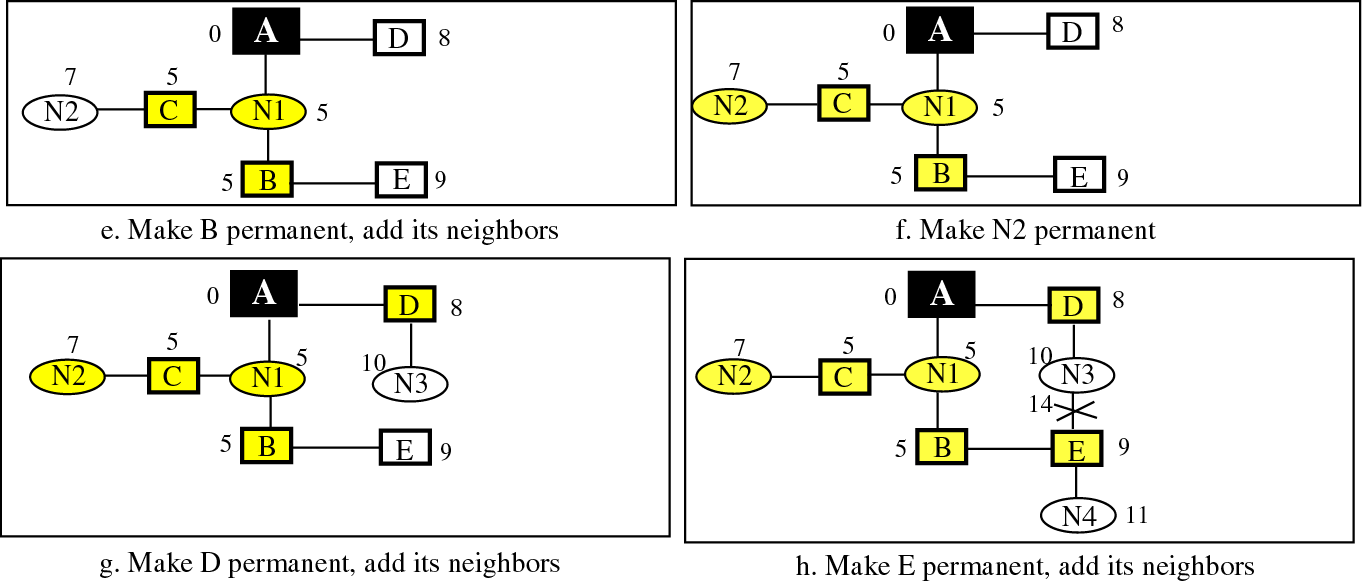 0 A D 8
7 5
N2 C N1 5
5 B E 9
e. Make B permanent, add its neighbors
0 A D 8
7 5
N2 C N1 5
5 B E 9
f. Make N2 permanent
0 A D 8
7 5 5 10
N2 C N1 N3
5 B E 9
g. Make D permanent, add its neighbors
0 A D 8
7 5 5 10
N2 C N1 N3
14
5 B E 9
N4 11
h. Make E permanent, add its neighbors